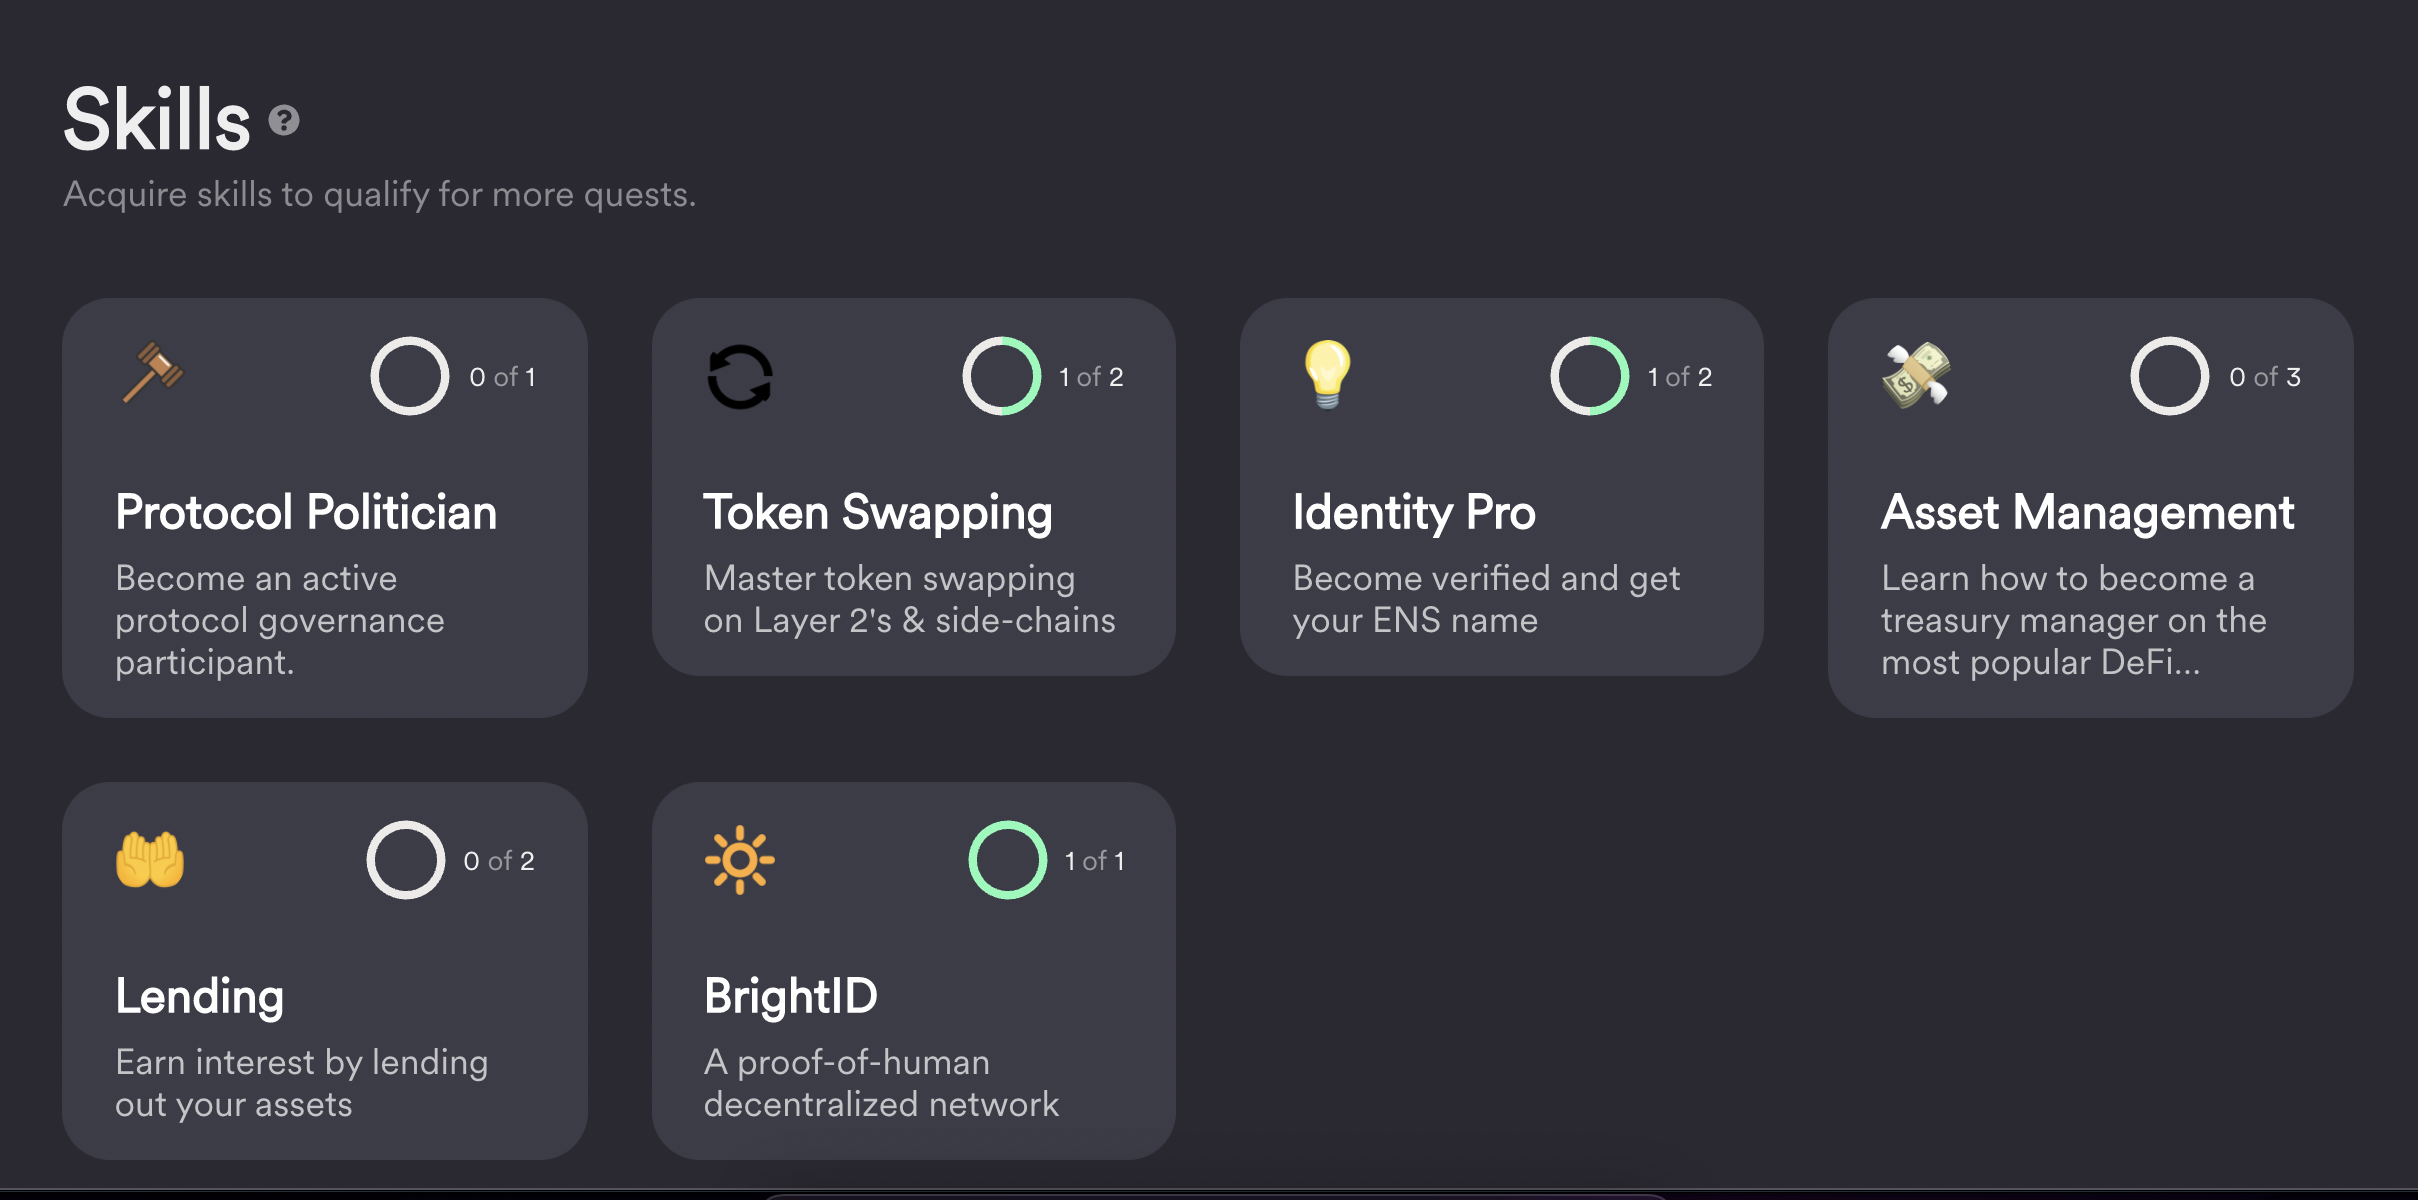 Skills ?
Acquire skills to qualify for more quests.
0 of 1
Protocol Politician
Become an active
protocol governance
participant.
1 of 2
Token Swapping
Master token swapping
on Layer 2's & side-chains
1 of 2
Identity Pro
Become verified and get
your ENS name
0 of 3
Asset Management
Learn how to become a
treasury manager on the
most popular DeFi...
0 of 2
Lending
Earn interest by lending
out your assets
1 of 1
BrightID
A proof-of-human
decentralized network